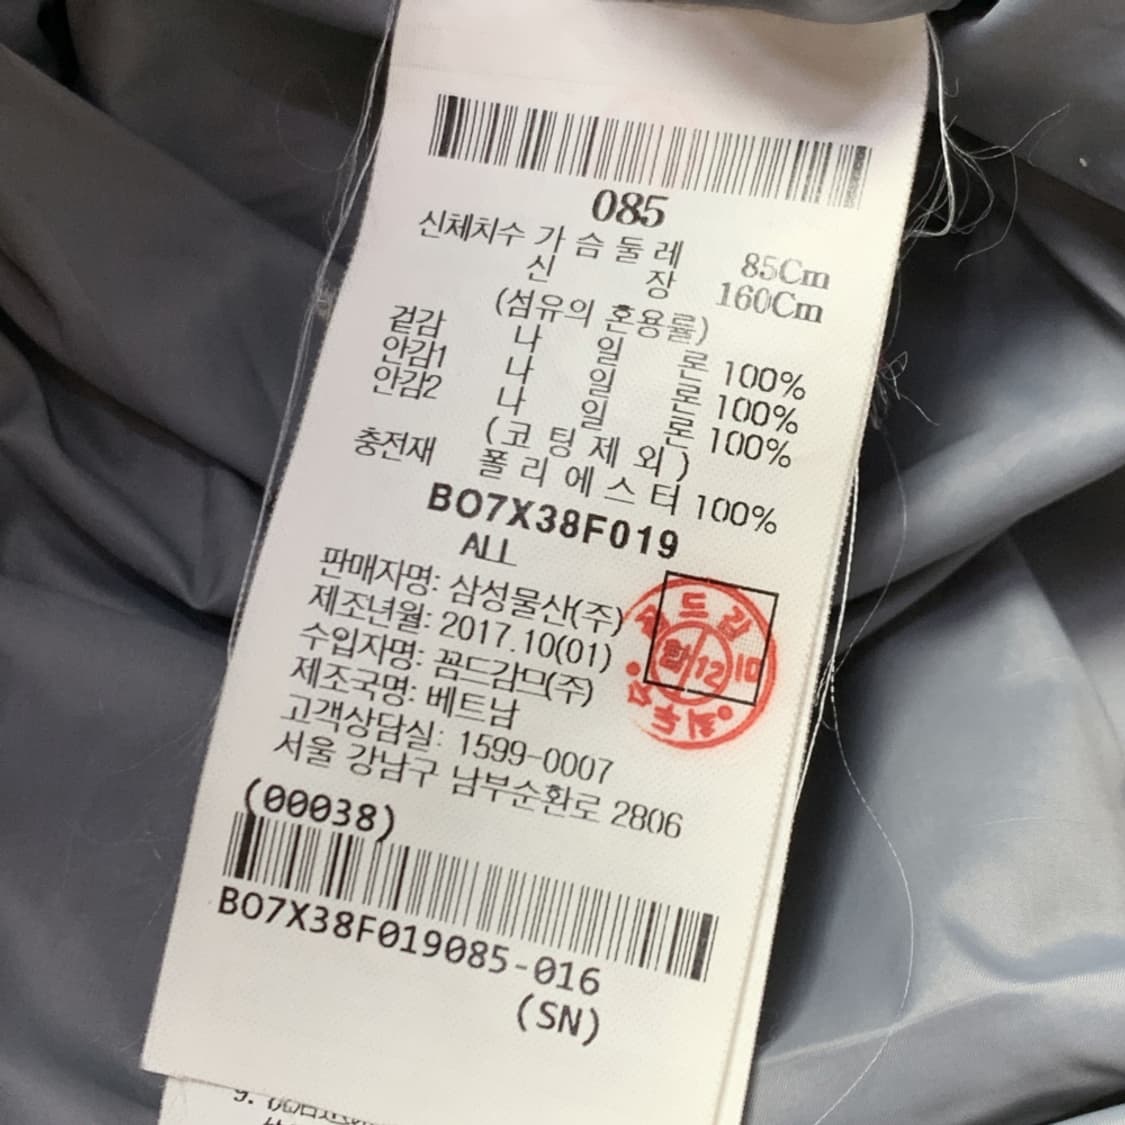 085
신체치수 가 슴 둘 레 85Cm
신 장 160Cm
(섬유의 혼용률)
겉감 나 일 론 100%
안감1 나 일 론 100%
안감2 나 일 론 100%
(코 팅 제 외)
충전재 폴 리 에 스 터 100%
BO7X38F019
ALL
판매자명: 삼성물산(주)
제조년월: 2017.10(01)
수입자명: 꼼드감므(주)
제조국명: 베트남
고객상담실: 1599-0007
서울 강남구 남부순환로 2806
(00038)
BO7X38F019085-016
(SN)
9.